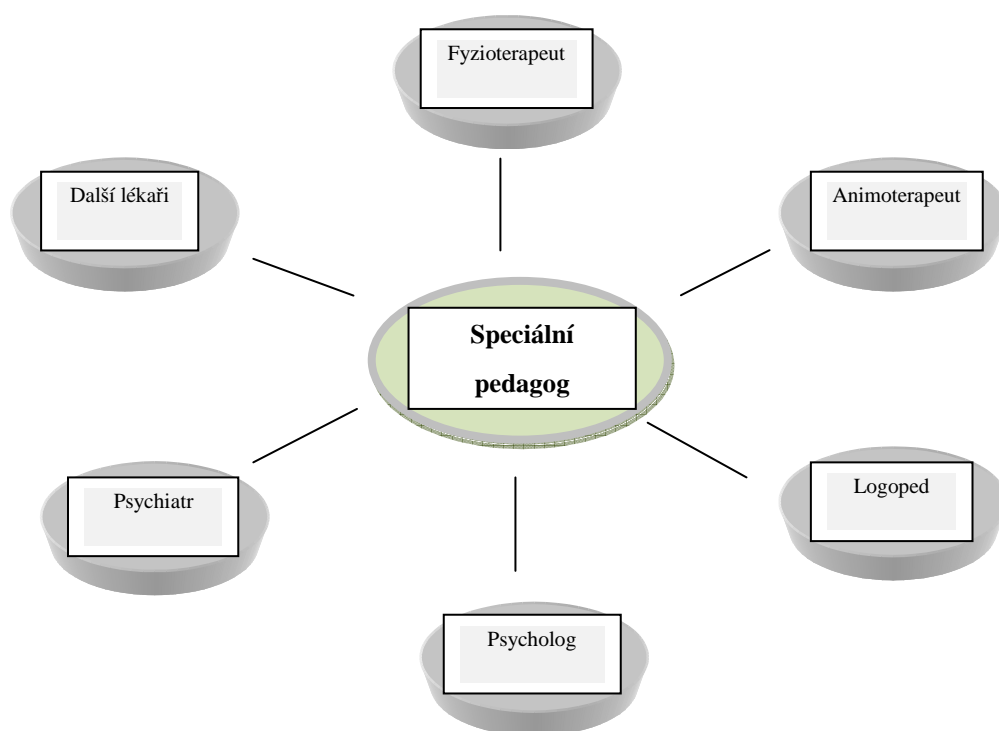 Fyzioterapeut
Další lékaři
Animoterapeut
Speciální
pedagog
Psychiatr
Logoped
Psycholog